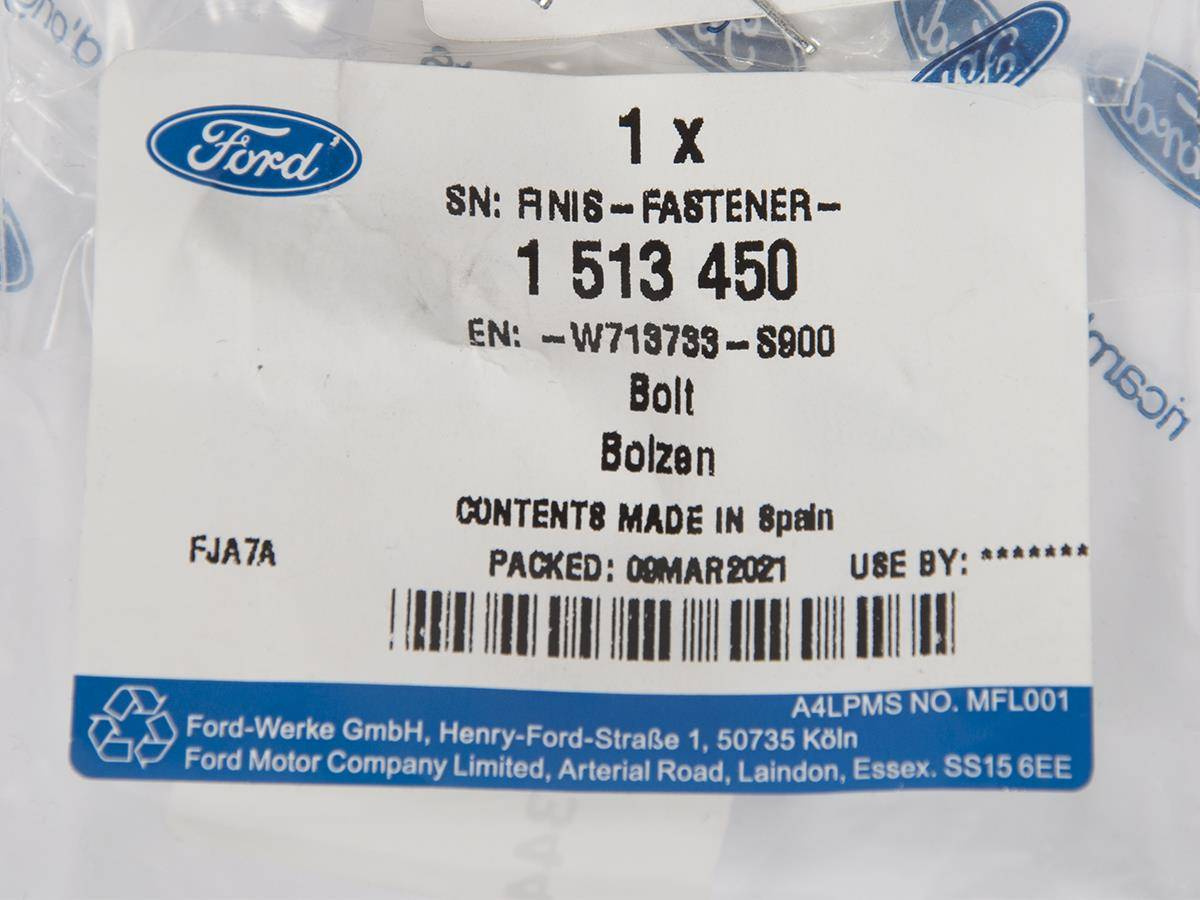 Ford
1 x
SN: FINIS-FASTENER-
1 513 450
EN: -W713733-S900
Bolt
Bolzen
CONTENTS MADE IN Spain
FJA7A
PACKED: 09MAR2021
USE BY: *******
A4LPMS NO. MFL001
Ford-Werke GmbH, Henry-Ford-Straße 1, 50735 Köln
Ford Motor Company Limited, Arterial Road, Laindon, Essex. SS15 6EE